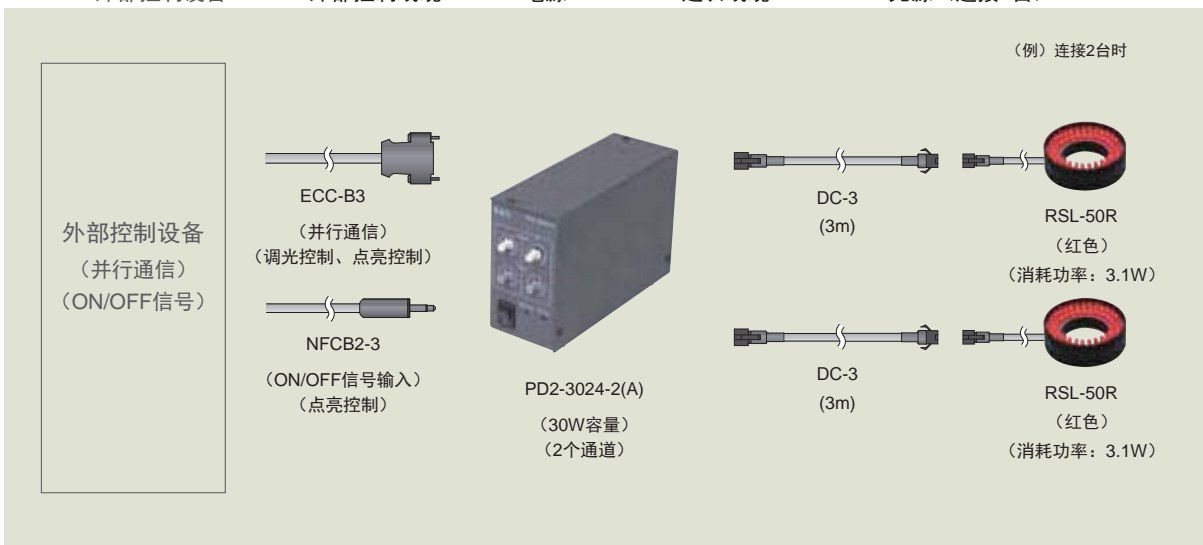 （例）连接2台时
外部控制设备
（并行通信）
（ON/OFF信号）
ECC-B3
（并行通信）
（调光控制、点亮控制）
NFCB2-3
（ON/OFF信号输入）
（点亮控制）
PD2-3024-2(A)
（30W容量）
（2个通道）
DC-3
(3m)
RSL-50R
（红色）
（消耗功率：3.1W）
DC-3
(3m)
RSL-50R
（红色）
（消耗功率：3.1W）